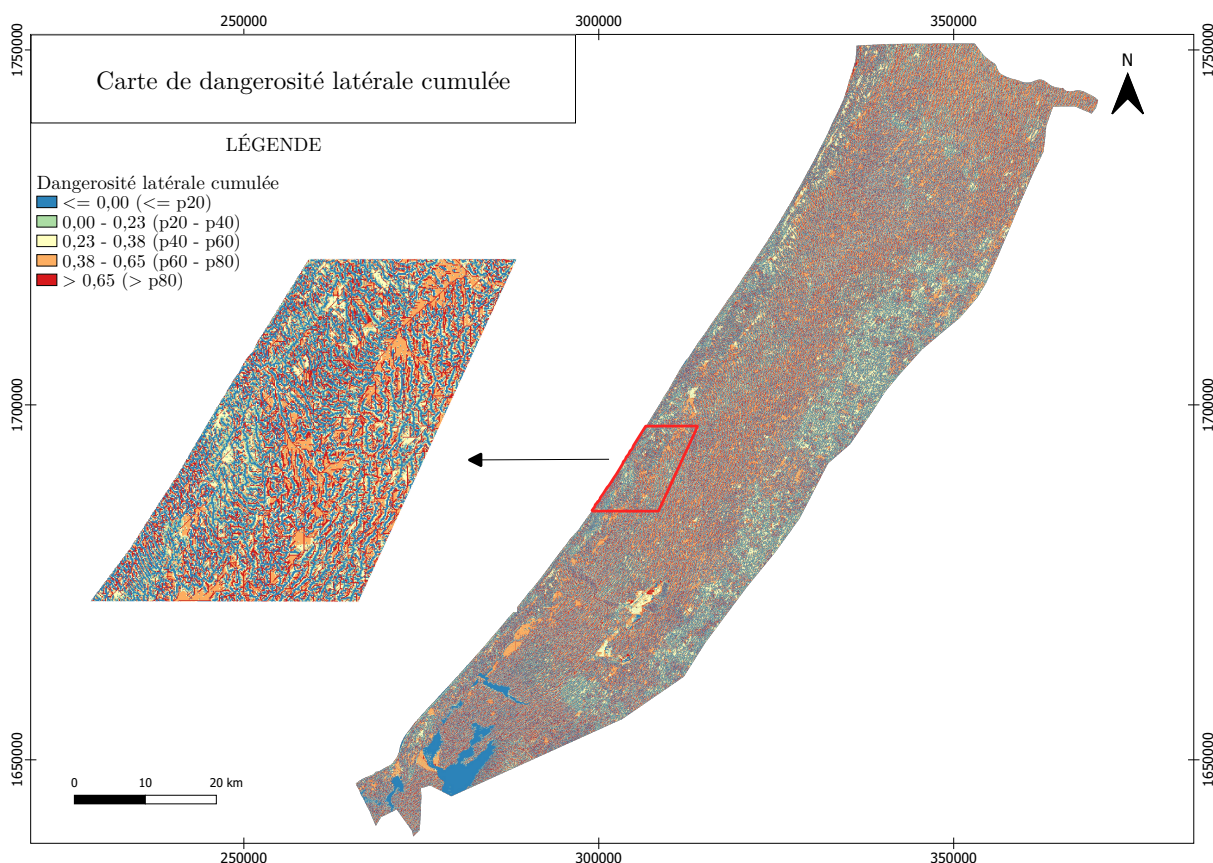 250000 300000 350000
Carte de dangerosité latérale cumulée
N
LÉGENDE
Dangerosité latérale cumulée
<= 0,00 (<= p20)
0,00 - 0,23 (p20 - p40)
0,23 - 0,38 (p40 - p60)
0,38 - 0,65 (p60 - p80)
> 0,65 (> p80)
1750000 1750000
1700000 1700000
1650000 1650000
0 10 20 km
250000 300000 350000